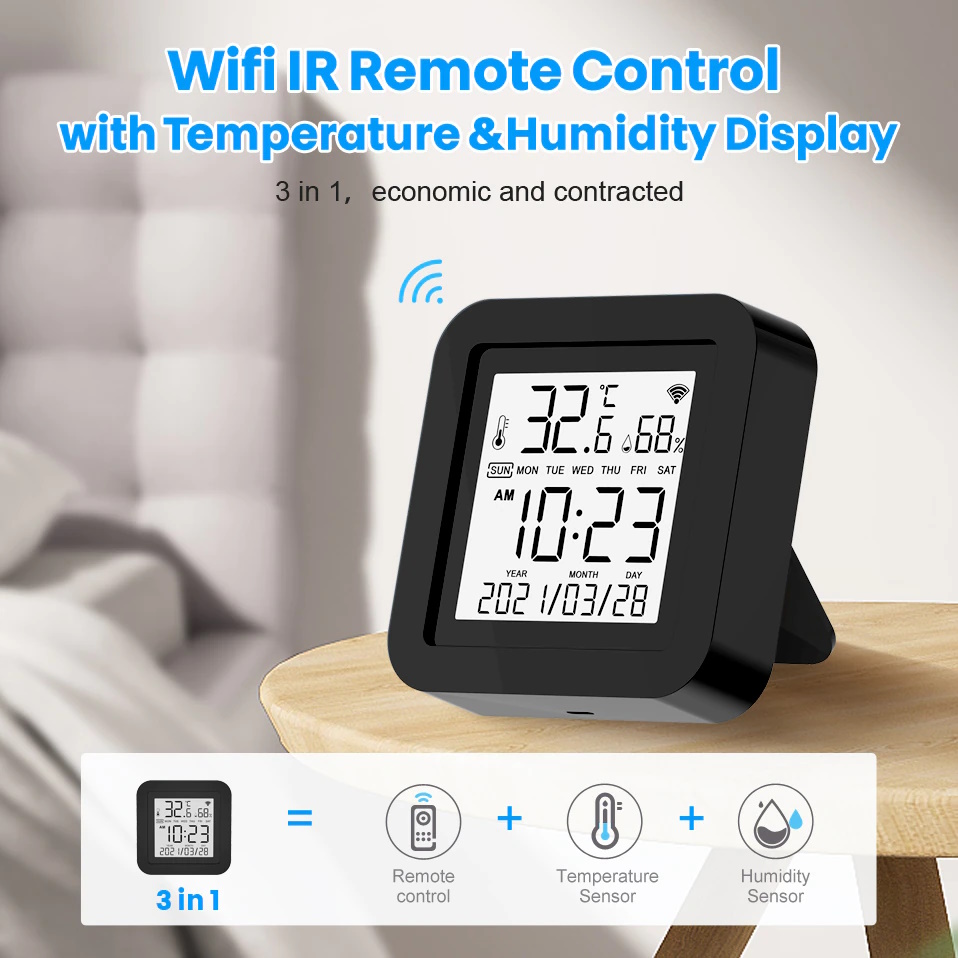 Wifi IR Remote Control
with Temperature &Humidity Display
3 in 1, economic and contracted
32.6 °C 68%
SUN MON TUE WED THU FRI SAT
AM 10:23
YEAR MONTH DAY
2021/03/28
32.6 °C 68%
AM 10:23
2021/03/28
3 in 1
=
+
+
Remote
control
Temperature
Sensor
Humidity
Sensor